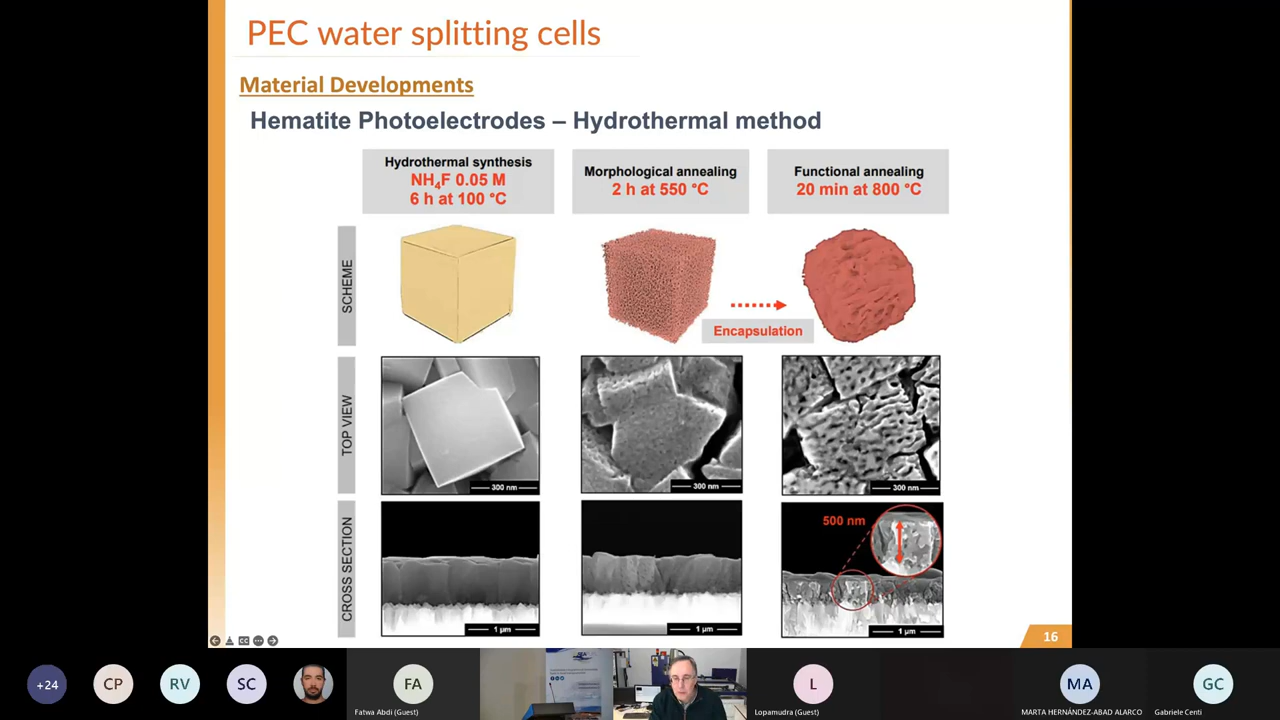 PEC water splitting cells
Material Developments
Hematite Photoelectrodes – Hydrothermal method
Hydrothermal synthesis
NH₄F 0.05 M
6 h at 100 °C
Morphological annealing
2 h at 550 °C
Functional annealing
20 min at 800 °C
SCHEME
Encapsulation
TOP VIEW
300 nm
300 nm
300 nm
CROSS SECTION
1 µm
1 µm
500 nm
1 µm
16
+24
CP
RV
SC
FA
Fatwa Abdi (Guest)
L
Lopamudra (Guest)
MA
MARTA HERNÁNDEZ-ABAD ALARCO
GC
Gabriele Centi